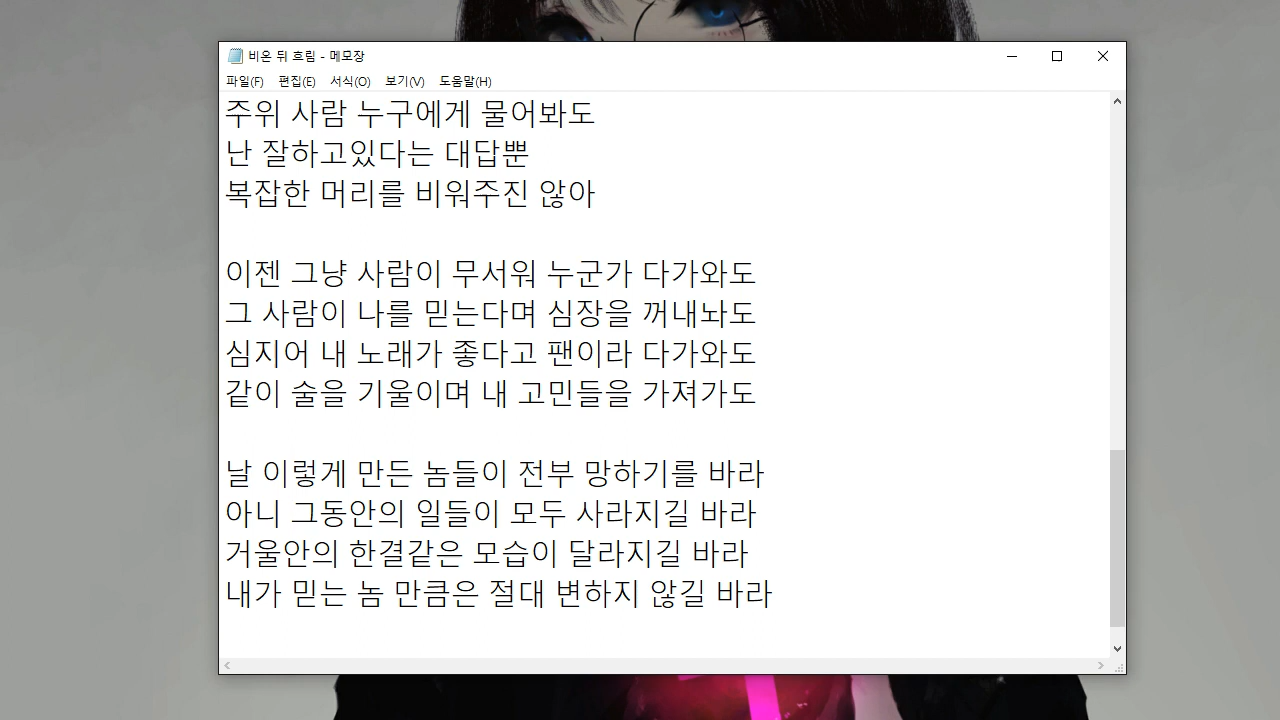 비온 뒤 흐림 - 메모장
파일(F) 편집(E) 서식(O) 보기(V) 도움말(H)
주위 사람 누구에게 물어봐도
난 잘하고있다는 대답뿐
복잡한 머리를 비워주진 않아
이젠 그냥 사람이 무서워 누군가 다가와도
그 사람이 나를 믿는다며 심장을 꺼내놔도
심지어 내 노래가 좋다고 팬이라 다가와도
같이 술을 기울이며 내 고민들을 가져가도
날 이렇게 만든 놈들이 전부 망하기를 바라
아니 그동안의 일들이 모두 사라지길 바라
거울안의 한결같은 모습이 달라지길 바라
내가 믿는 놈 만큼은 절대 변하지 않길 바라